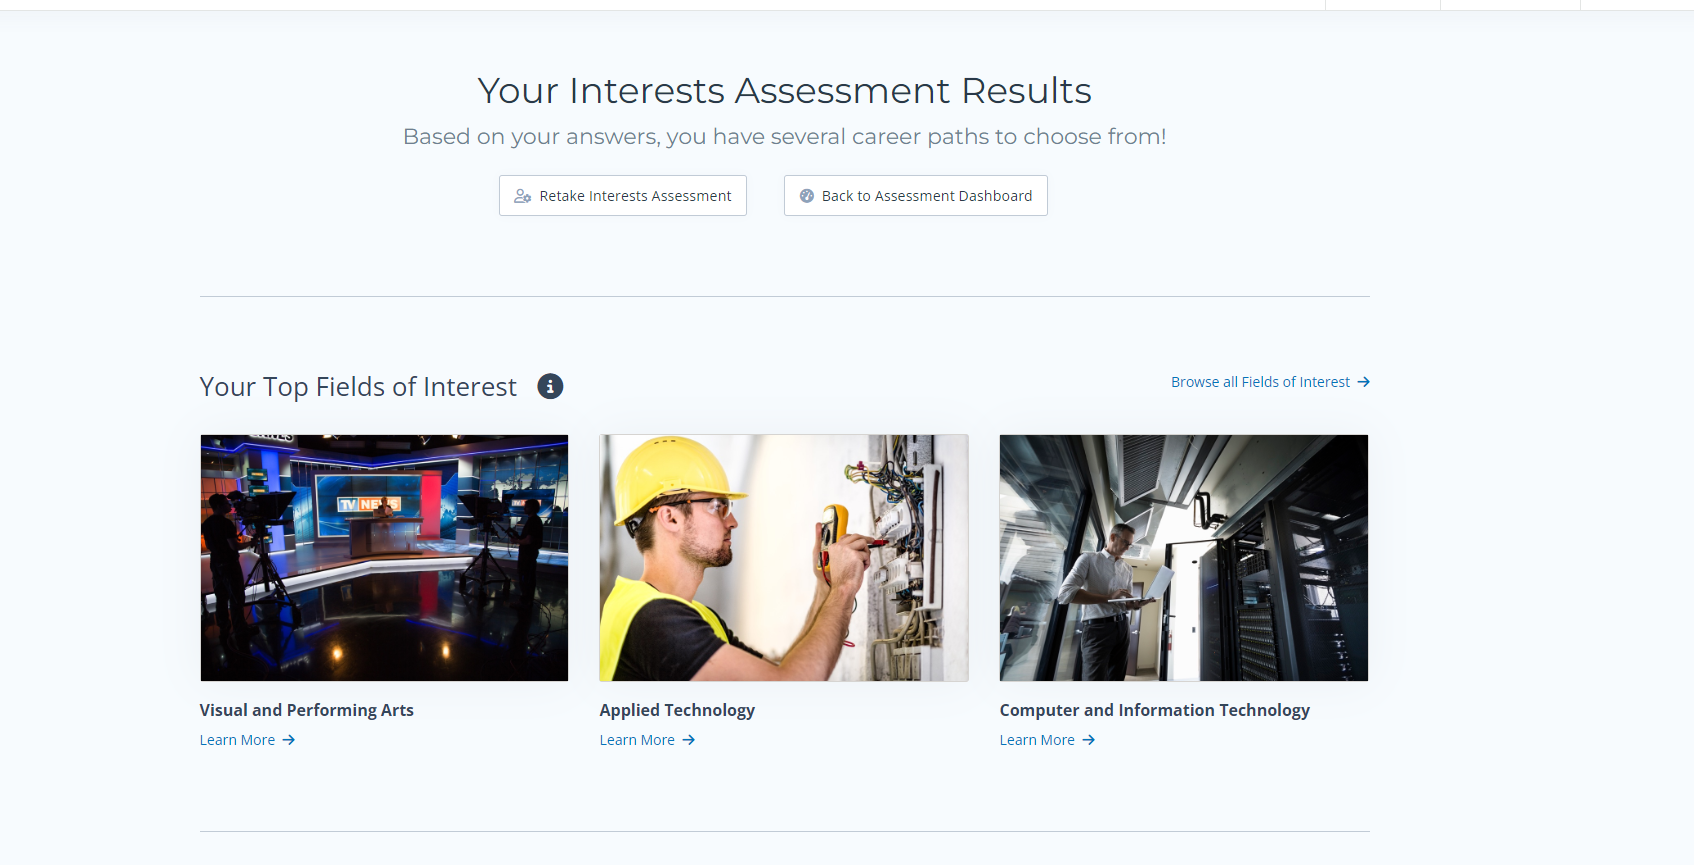 Your Interests Assessment Results
Based on your answers, you have several career paths to choose from!
Retake Interests Assessment
Back to Assessment Dashboard
Your Top Fields of Interest
Browse all Fields of Interest
TV NEWS
Visual and Performing Arts
Learn More
Applied Technology
Learn More
Computer and Information Technology
Learn More